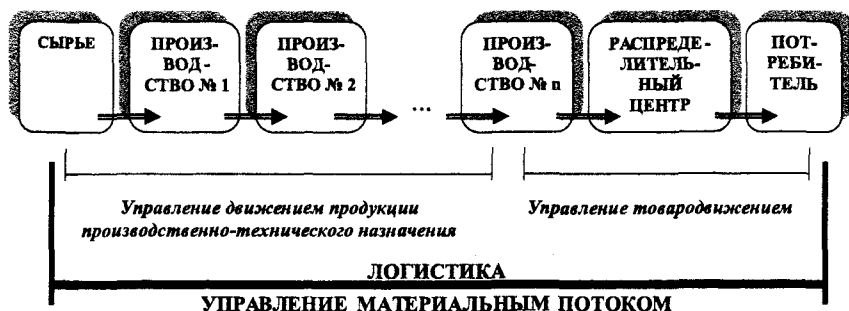 СЫРЬЕ
ПРОИЗ-
ВОД-
СТВО № 1
ПРОИЗ-
ВОД-
СТВО № 2
...
ПРОИЗ-
ВОД-
СТВО № n
РАСПРЕДЕ-
ЛИТЕЛЬ-
НЫЙ
ЦЕНТР
ПОТ-
РЕБИ-
ТЕЛЬ
Управление движением продукции
производственно-технического назначения
Управление товародвижением
ЛОГИСТИКА
УПРАВЛЕНИЕ МАТЕРИАЛЬНЫМ ПОТОКОМ